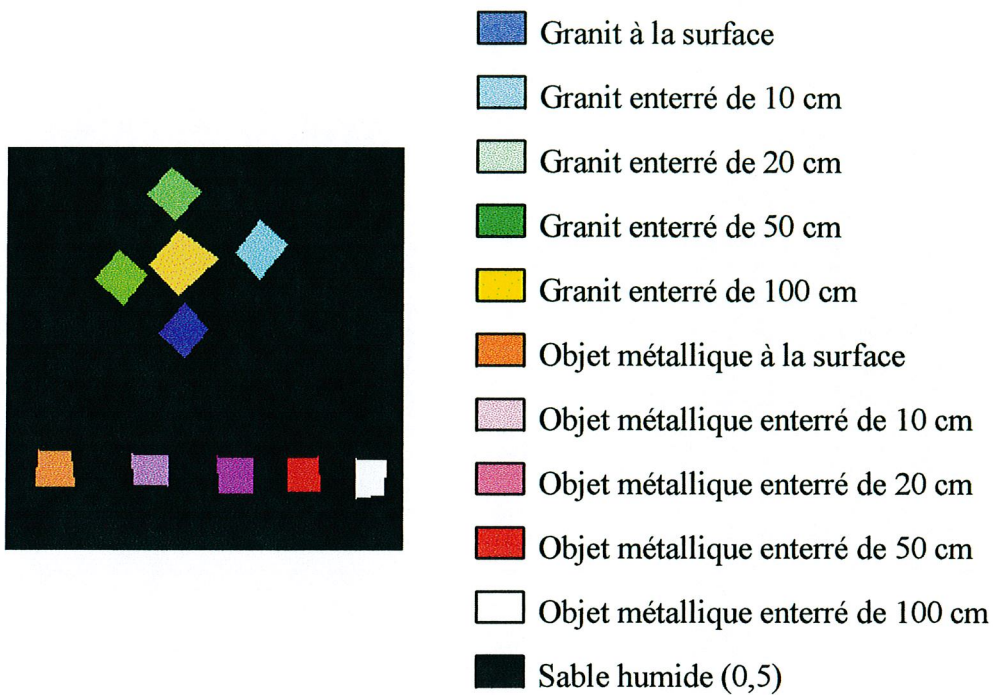 Granit à la surface
Granit enterré de 10 cm
Granit enterré de 20 cm
Granit enterré de 50 cm
Granit enterré de 100 cm
Objet métallique à la surface
Objet métallique enterré de 10 cm
Objet métallique enterré de 20 cm
Objet métallique enterré de 50 cm
Objet métallique enterré de 100 cm
Sable humide (0,5)